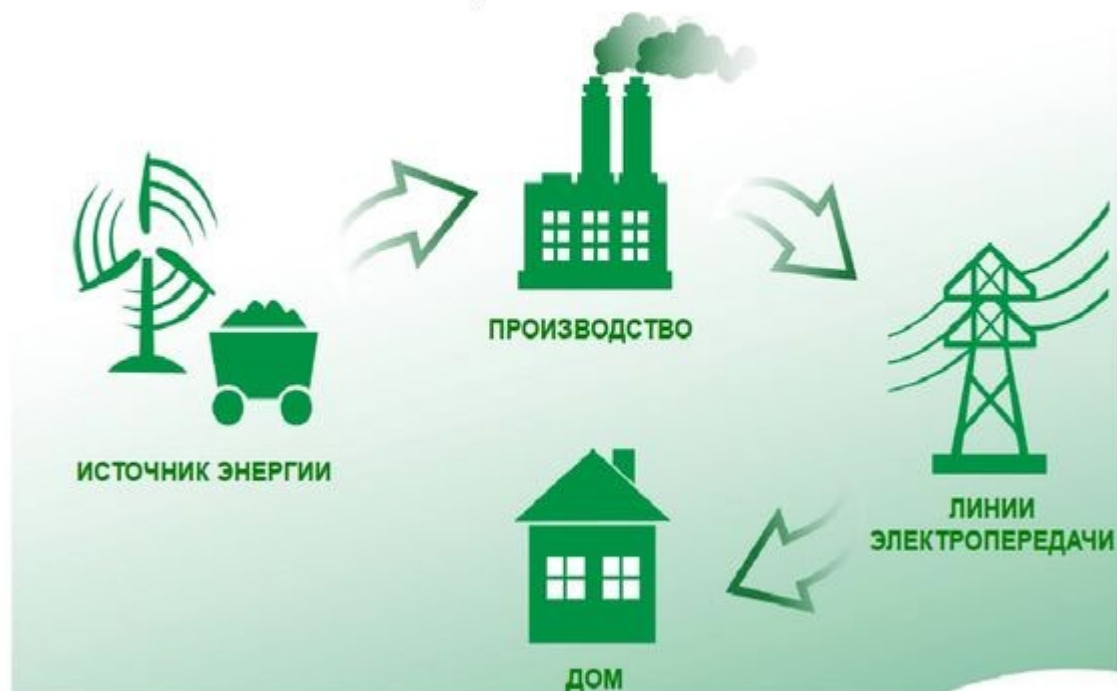 ПРОИЗВОДСТВО
ИСТОЧНИК ЭНЕРГИИ
ЛИНИИ
ЭЛЕКТРОПЕРЕДАЧИ
ДОМ